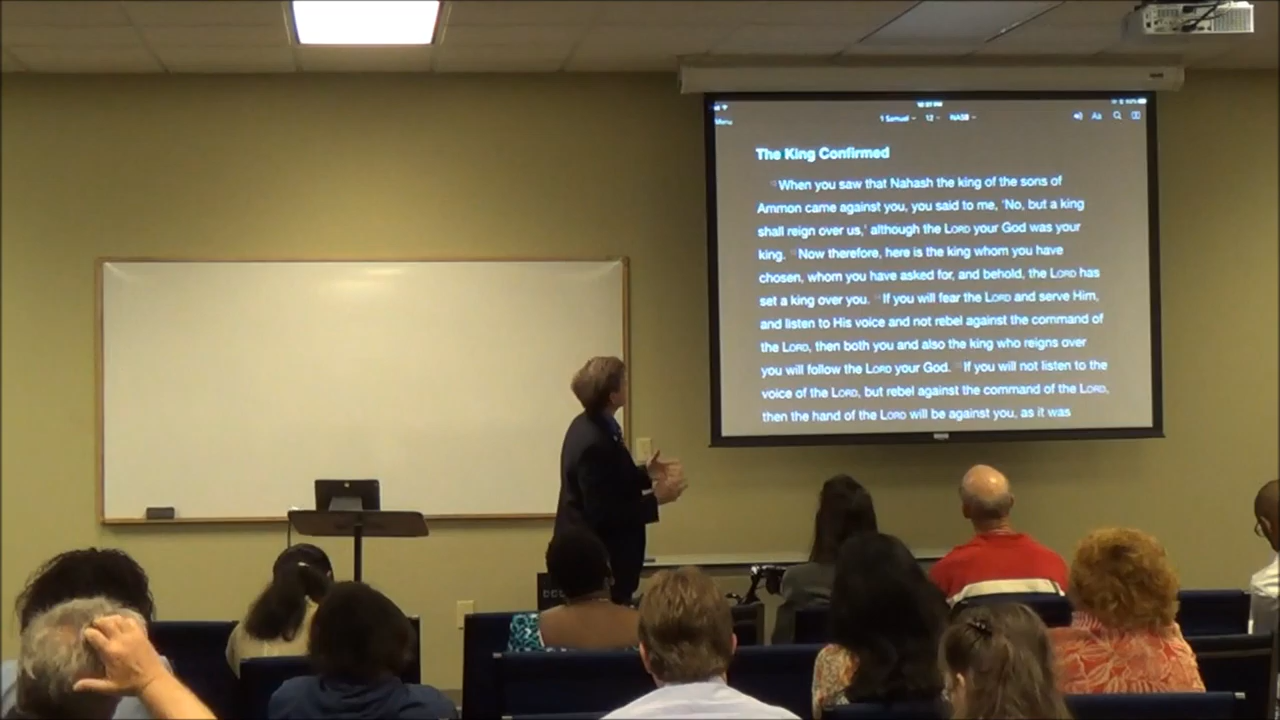 Menu
1 Samuel 12 NASB
Aa
The King Confirmed
12 When you saw that Nahash the king of the sons of
Ammon came against you, you said to me, 'No, but a king
shall reign over us,' although the LORD your God was your
king. 13 Now therefore, here is the king whom you have
chosen, whom you have asked for, and behold, the LORD has
set a king over you. 14 If you will fear the LORD and serve Him,
and listen to His voice and not rebel against the command of
the LORD, then both you and also the king who reigns over
you will follow the LORD your God. 15 If you will not listen to the
voice of the LORD, but rebel against the command of the LORD,
then the hand of the LORD will be against you, as it was